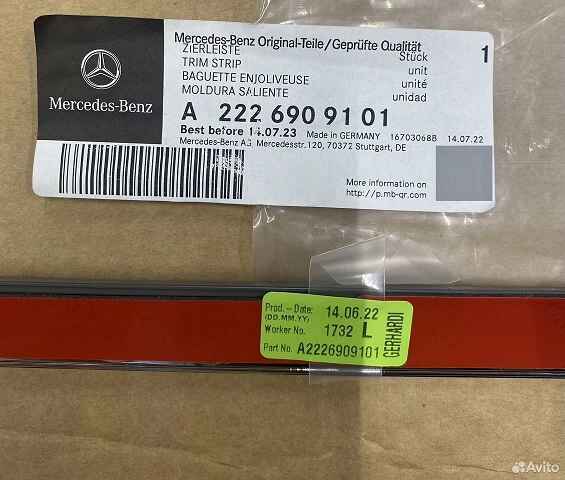 Mercedes-Benz
Mercedes-Benz Original-Teile/Geprüfte Qualität
ZIERLEISTE Stück 1
TRIM STRIP unit
BAGUETTE ENJOLIVEUSE unité
MOLDURA SALIENTE unidad
A 222 690 91 01
Best before 14.07.23 Made in GERMANY 16703068B 14.07.22
Mercedes-Benz AG, Mercedesstr.120, 70372 Stuttgart, DE
More information on
http://p.mb-qr.com/
Prod.-Date: 14.06.22
(DD.MM.YY)
Worker No. 1732 L
Part No. A2226909101
GERHARDI
Avito